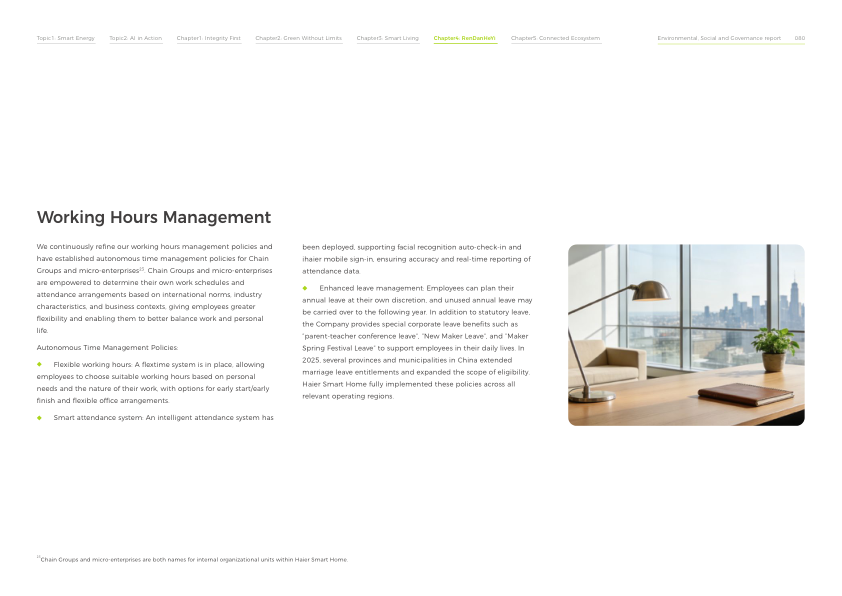 Topic1: Smart Energy
Topic2: AI in Action
Chapter1: Integrity First
Chapter2: Green Without Limits
Chapter3: Smart Living
Chapter4: RenDanHeYi
Chapter5: Connected Ecosystem
Environmental, Social and Governance report
080
Working Hours Management
We continuously refine our working hours management policies and
have established autonomous time management policies for Chain
Groups and micro-enterprises¹⁵. Chain Groups and micro-enterprises
are empowered to determine their own work schedules and
attendance arrangements based on international norms, industry
characteristics, and business contexts, giving employees greater
flexibility and enabling them to better balance work and personal
life.
Autonomous Time Management Policies:
◆ Flexible working hours: A flextime system is in place, allowing
employees to choose suitable working hours based on personal
needs and the nature of their work, with options for early start/early
finish and flexible office arrangements.
◆ Smart attendance system: An intelligent attendance system has
been deployed, supporting facial recognition auto-check-in and
ihaier mobile sign-in, ensuring accuracy and real-time reporting of
attendance data.
◆ Enhanced leave management: Employees can plan their
annual leave at their own discretion, and unused annual leave may
be carried over to the following year. In addition to statutory leave,
the Company provides special corporate leave benefits such as
"parent-teacher conference leave", "New Maker Leave", and "Maker
Spring Festival Leave" to support employees in their daily lives. In
2025, several provinces and municipalities in China extended
marriage leave entitlements and expanded the scope of eligibility.
Haier Smart Home fully implemented these policies across all
relevant operating regions.
¹⁵Chain Groups and micro-enterprises are both names for internal organizational units within Haier Smart Home.